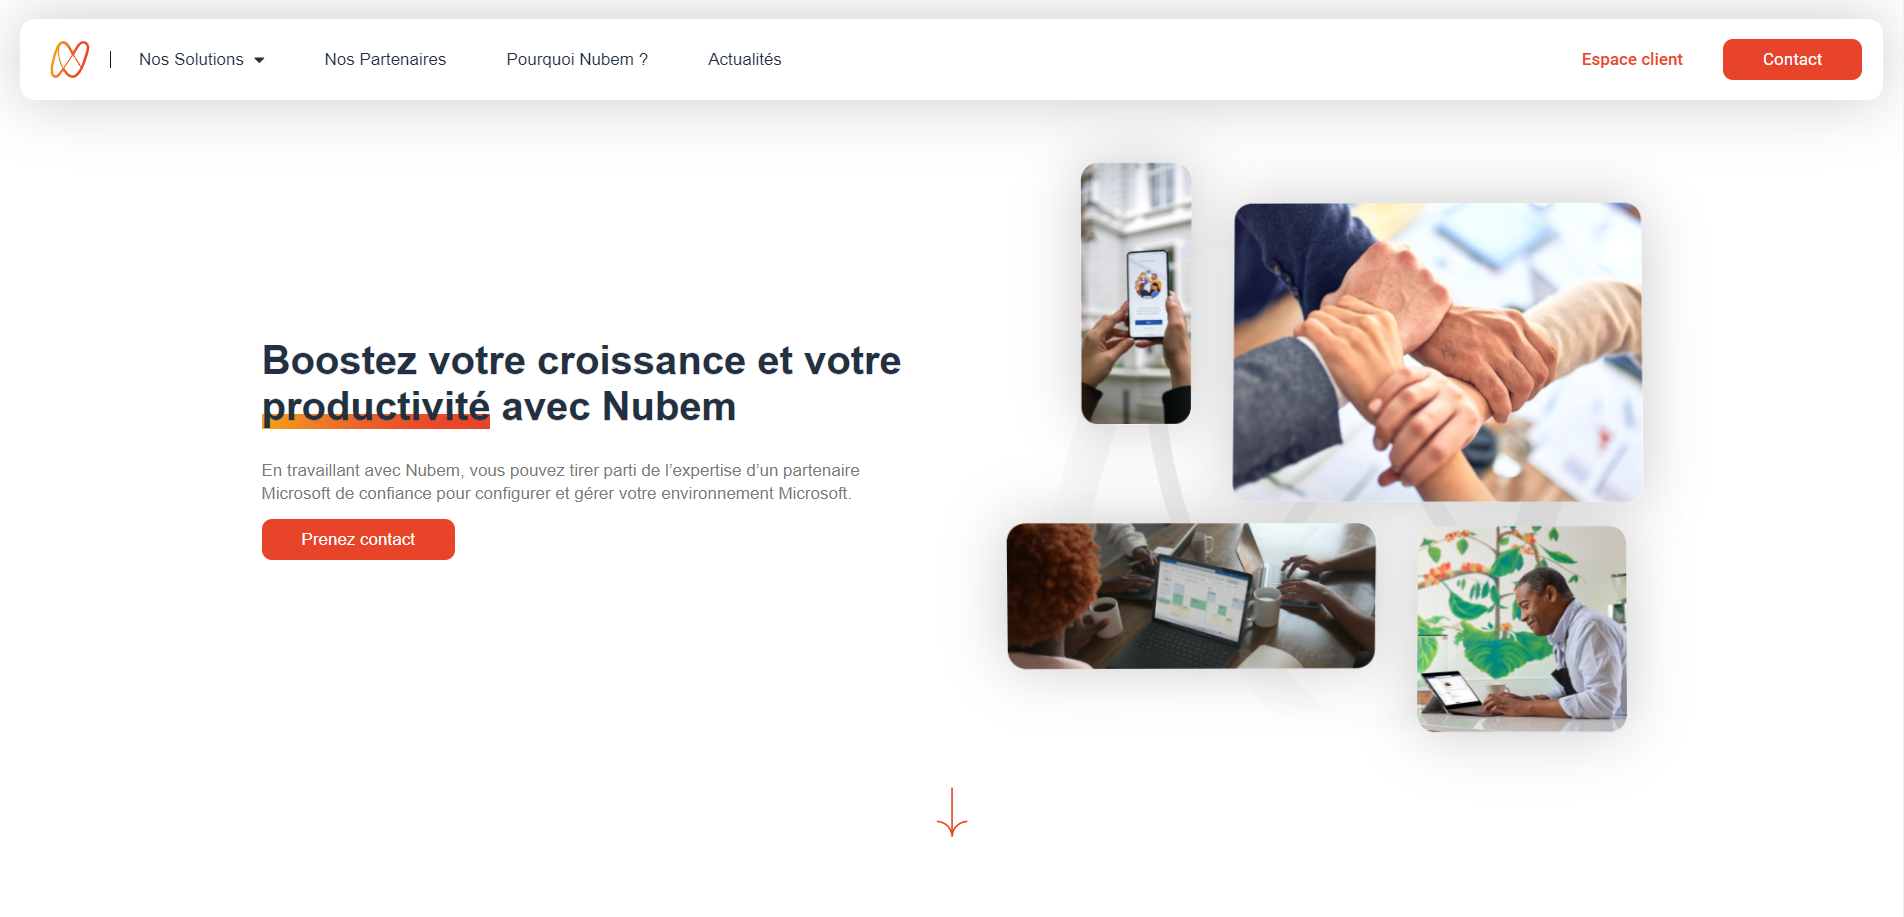 Nos Solutions
Nos Partenaires
Pourquoi Nubem ?
Actualités
Espace client
Contact
Boostez votre croissance et votre
productivité avec Nubem
En travaillant avec Nubem, vous pouvez tirer parti de l’expertise d’un partenaire
Microsoft de confiance pour configurer et gérer votre environnement Microsoft.
Prenez contact